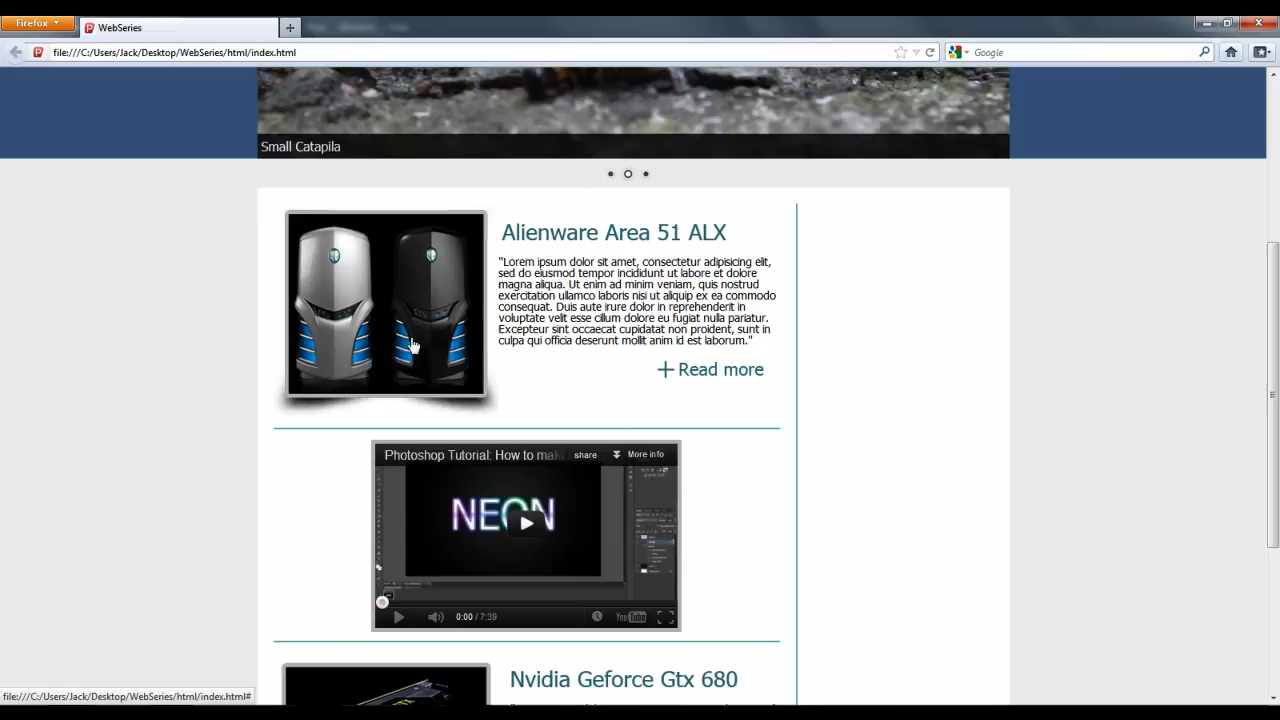 Firefox
WebSeries
file:///C:/Users/Jack/Desktop/WebSeries/html/index.html
Google
Small Catapila
Alienware Area 51 ALX
"Lorem ipsum dolor sit amet, consectetur adipisicing elit,
sed do eiusmod tempor incididunt ut labore et dolore
magna aliqua. Ut enim ad minim veniam, quis nostrud
exercitation ullamco laboris nisi ut aliquip ex ea commodo
consequat. Duis aute irure dolor in reprehenderit in
voluptate velit esse cillum dolore eu fugiat nulla pariatur.
Excepteur sint occaecat cupidatat non proident, sunt in
culpa qui officia deserunt mollit anim id est laborum."
Read more
Photoshop Tutorial: How to mak
share
More info
NEON
0:00 / 7:39
YouTube
Nvidia Geforce Gtx 680
file:///C:/Users/Jack/Desktop/WebSeries/html/index.html#